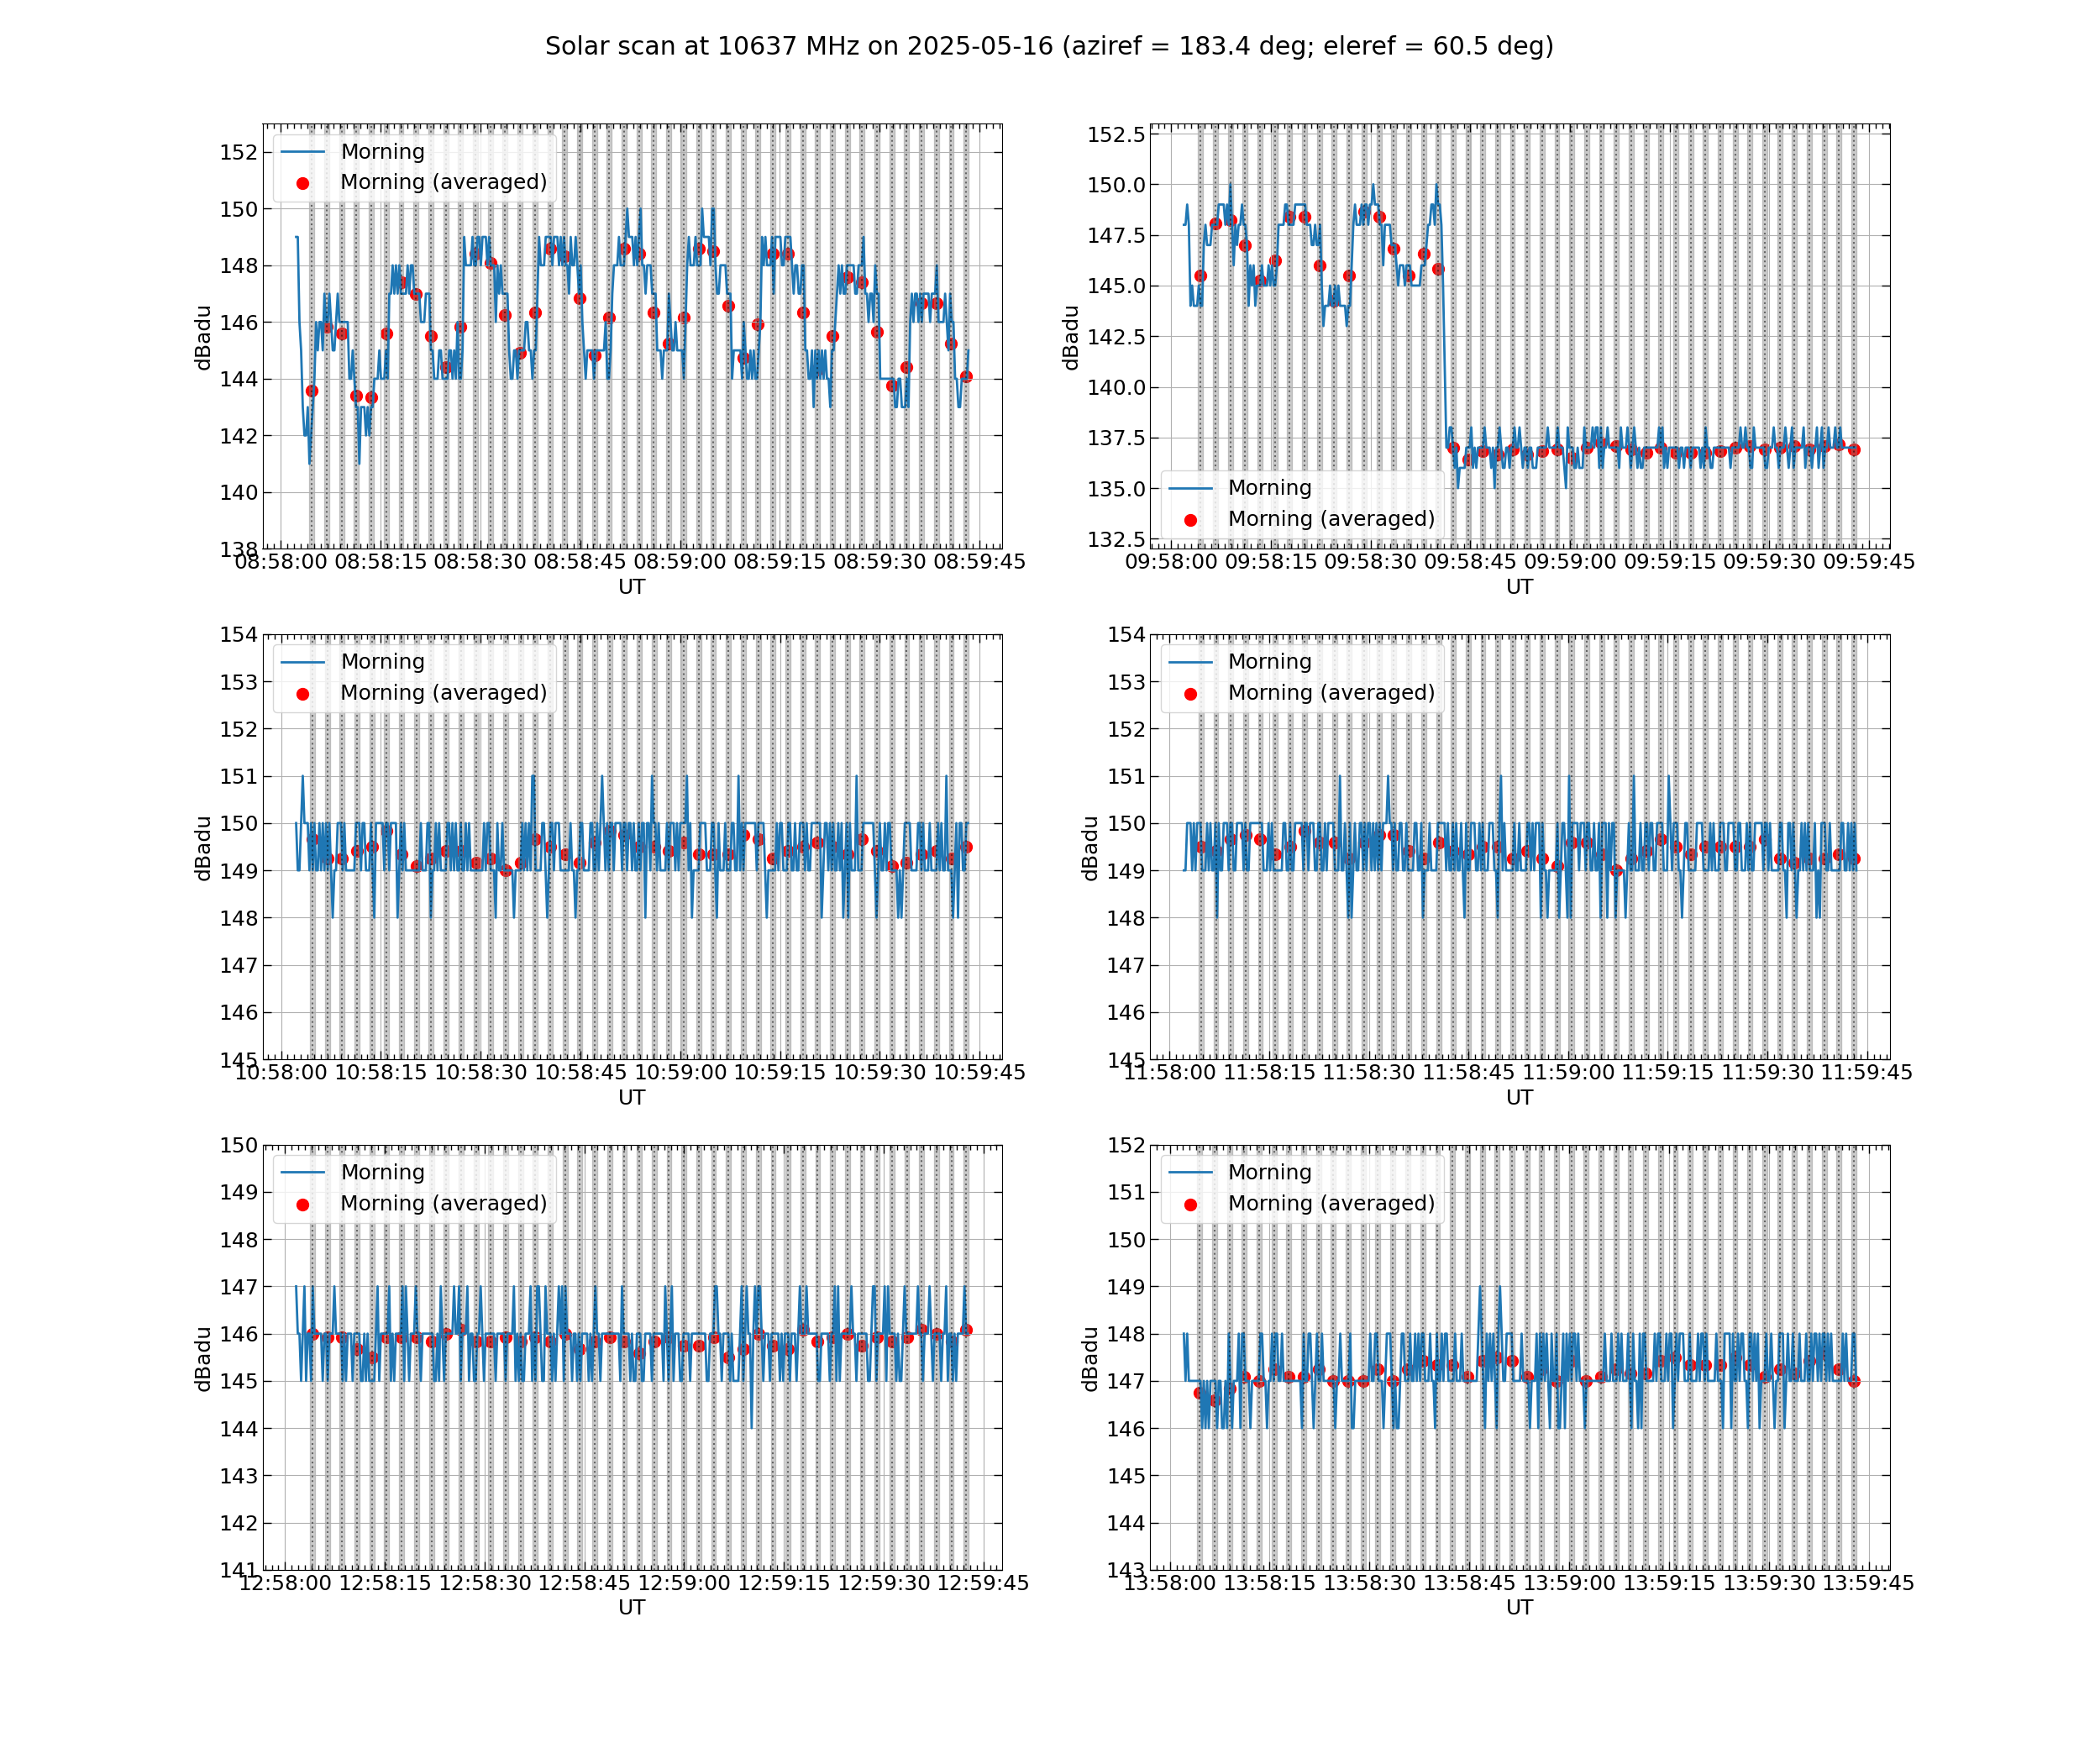 Solar scan at 10637 MHz on 2025-05-16 (aziref = 183.4 deg; eleref = 60.5 deg)
Morning
Morning (averaged)
dBadu
152
150
148
146
144
142
140
138
08:58:00 08:58:15 08:58:30 08:58:45 08:59:00 08:59:15 08:59:30 08:59:45
UT
Morning
Morning (averaged)
dBadu
152.5
150.0
147.5
145.0
142.5
140.0
137.5
135.0
132.5
09:58:00 09:58:15 09:58:30 09:58:45 09:59:00 09:59:15 09:59:30 09:59:45
UT
Morning
Morning (averaged)
dBadu
154
153
152
151
150
149
148
147
146
145
10:58:00 10:58:15 10:58:30 10:58:45 10:59:00 10:59:15 10:59:30 10:59:45
UT
Morning
Morning (averaged)
dBadu
154
153
152
151
150
149
148
147
146
145
11:58:00 11:58:15 11:58:30 11:58:45 11:59:00 11:59:15 11:59:30 11:59:45
UT
Morning
Morning (averaged)
dBadu
150
149
148
147
146
145
144
143
142
141
12:58:00 12:58:15 12:58:30 12:58:45 12:59:00 12:59:15 12:59:30 12:59:45
UT
Morning
Morning (averaged)
dBadu
152
151
150
149
148
147
146
145
144
143
13:58:00 13:58:15 13:58:30 13:58:45 13:59:00 13:59:15 13:59:30 13:59:45
UT